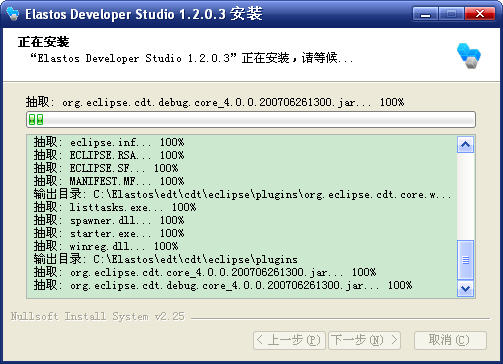 Elastos Developer Studio 1.2.0.3 安装
正在安装
“Elastos Developer Studio 1.2.0.3”正在安装，请等候...
抽取: org.eclipse.cdt.debug.core_4.0.0.200706261300.jar... 100%
抽取: eclipse.inf... 100%
抽取: ECLIPSE.RSA... 100%
抽取: ECLIPSE.SF... 100%
抽取: MANIFEST.MF... 100%
输出目录: C:\Elastos\edt\cdt\eclipse\plugins\org.eclipse.cdt.core.w...
抽取: listtasks.exe... 100%
抽取: spawner.dll... 100%
抽取: starter.exe... 100%
抽取: winreg.dll... 100%
输出目录: C:\Elastos\edt\cdt\eclipse\plugins
抽取: org.eclipse.cdt.core_4.0.0.200706261300.jar... 100%
抽取: org.eclipse.cdt.debug.core_4.0.0.200706261300.jar... 100%
Nullsoft Install System v2.25
< 上一步(P) 下一步(N) > 取消(C)